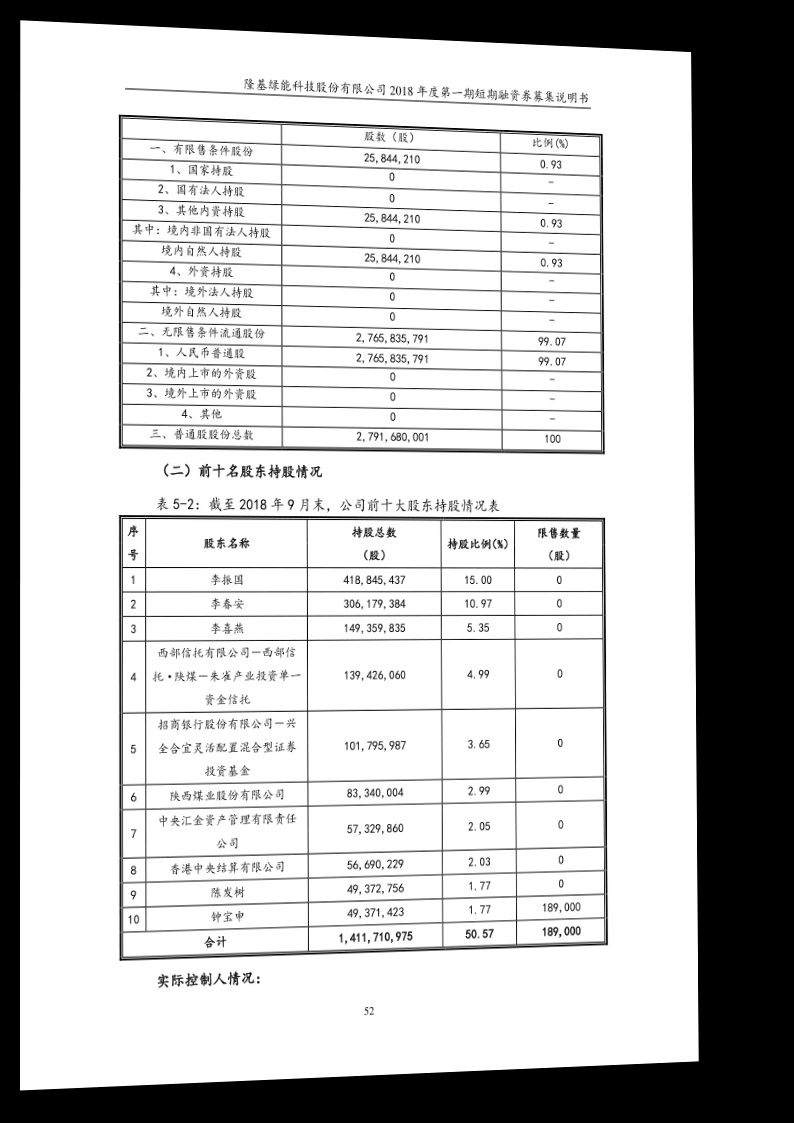 隆基绿能科技股份有限公司 2018 年度第一期短期融资券募集说明书
股数（股） 比例(%)
一、有限售条件股份 25,844,210 0.93
1、国家持股 0 -
2、国有法人持股 0 -
3、其他内资持股 25,844,210 0.93
其中：境内非国有法人持股 0 -
境内自然人持股 25,844,210 0.93
4、外资持股 0 -
其中：境外法人持股 0 -
境外自然人持股 0 -
二、无限售条件流通股份 2,765,835,791 99.07
1、人民币普通股 2,765,835,791 99.07
2、境内上市的外资股 0 -
3、境外上市的外资股 0 -
4、其他 0 -
三、普通股股份总数 2,791,680,001 100
（二）前十名股东持股情况
表 5-2：截至 2018 年 9 月末，公司前十大股东持股情况表
序号 股东名称 持股总数（股） 持股比例(%) 限售数量（股）
1 李振国 418,845,437 15.00 0
2 李春安 306,179,384 10.97 0
3 李喜燕 149,359,835 5.35 0
西部信托有限公司－西部信
4 托·陕煤－朱雀产业投资单一 139,426,060 4.99 0
资金信托
招商银行股份有限公司－兴
5 全合宜灵活配置混合型证券 101,795,987 3.65 0
投资基金
6 陕西煤业股份有限公司 83,340,004 2.99 0
7 中央汇金资产管理有限责任 57,329,860 2.05 0
公司
8 香港中央结算有限公司 56,690,229 2.03 0
9 陈发树 49,372,756 1.77 0
10 钟宝申 49,371,423 1.77 189,000
合计 1,411,710,975 50.57 189,000
实际控制人情况：
52